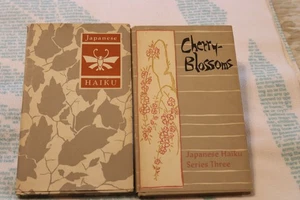 Japanese
HAIKU
Cherry-
Blossoms
Japanese Haiku
Series Three